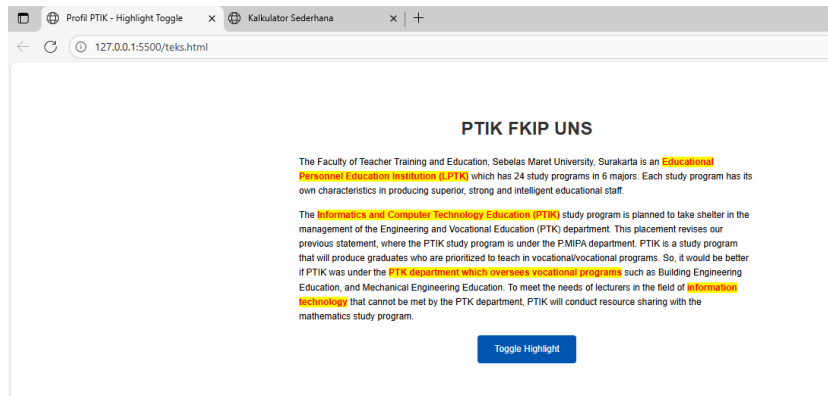 Profil PTIK - Highlight Toggle
Kalkulator Sederhana
127.0.0.1:5500/teks.html
PTIK FKIP UNS
The Faculty of Teacher Training and Education, Sebelas Maret University, Surakarta is an Educational
Personnel Education Institution (LPTK) which has 24 study programs in 6 majors. Each study program has its
own characteristics in producing superior, strong and intelligent educational staff.
The Informatics and Computer Technology Education (PTIK) study program is planned to take shelter in the
management of the Engineering and Vocational Education (PTK) department. This placement revises our
previous statement, where the PTIK study program is under the P.MIPA department. PTIK is a study program
that will produce graduates who are prioritized to teach in vocational/vocational programs. So, it would be better
if PTIK was under the PTK department which oversees vocational programs such as Building Engineering
Education, and Mechanical Engineering Education. To meet the needs of lecturers in the field of information
technology that cannot be met by the PTK department, PTIK will conduct resource sharing with the
mathematics study program.
Toggle Highlight